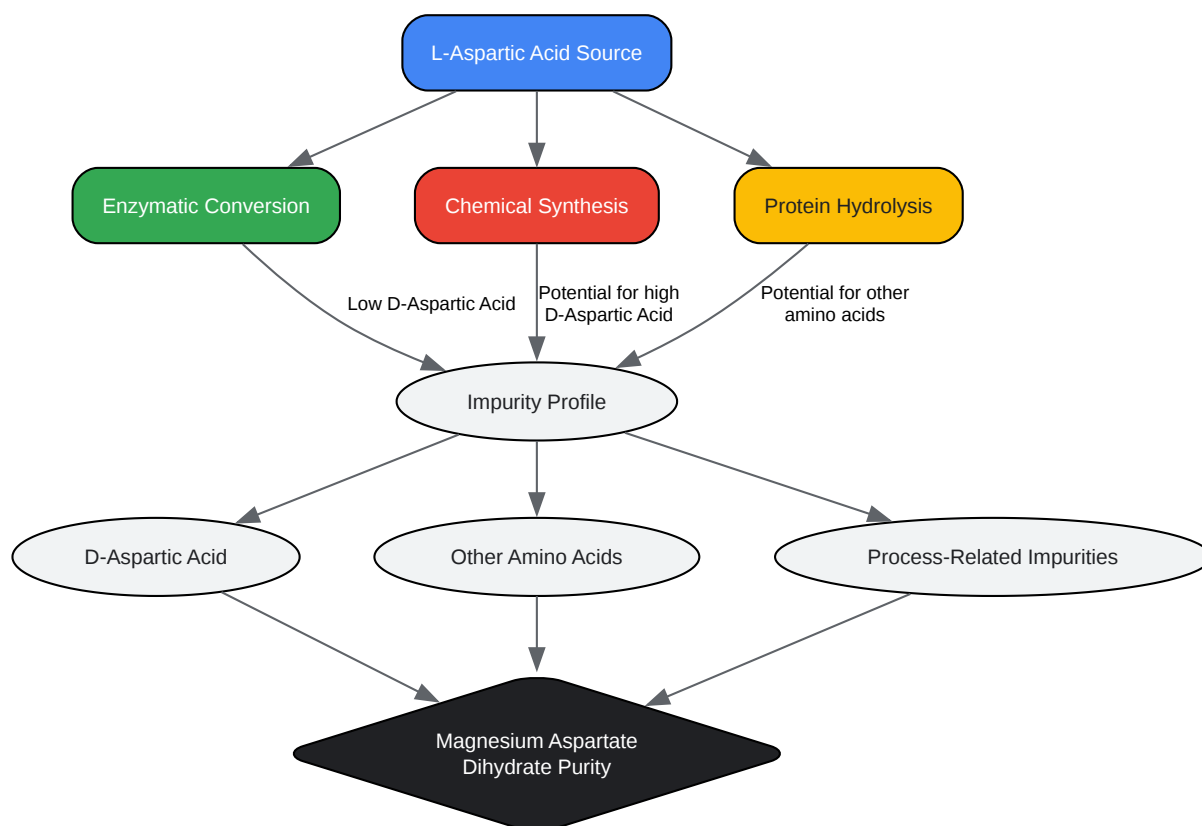 L-Aspartic Acid Source
Enzymatic Conversion
Chemical Synthesis
Protein Hydrolysis
Low D-Aspartic Acid
Potential for high
D-Aspartic Acid
Potential for other
amino acids
Impurity Profile
D-Aspartic Acid
Other Amino Acids
Process-Related Impurities
Magnesium Aspartate
Dihydrate Purity